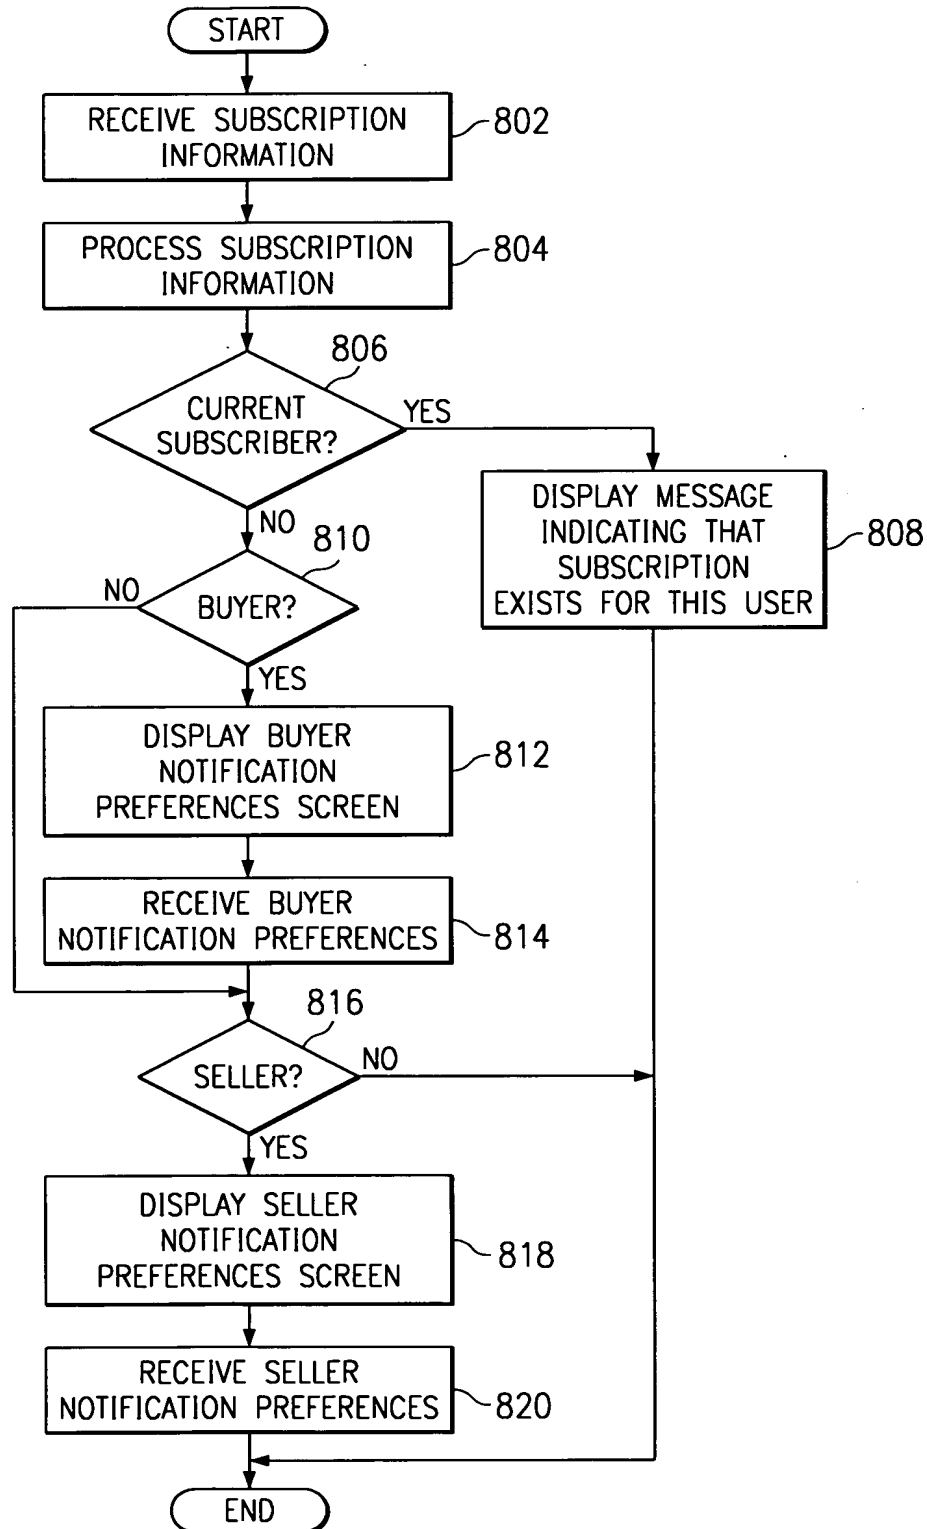 START
RECEIVE SUBSCRIPTION
INFORMATION
802
PROCESS SUBSCRIPTION
INFORMATION
804
806
CURRENT
SUBSCRIBER?
YES
NO
DISPLAY MESSAGE
INDICATING THAT
SUBSCRIPTION
EXISTS FOR THIS USER
808
810
NO
BUYER?
YES
DISPLAY BUYER
NOTIFICATION
PREFERENCES SCREEN
812
RECEIVE BUYER
NOTIFICATION PREFERENCES
814
816
SELLER?
NO
YES
DISPLAY SELLER
NOTIFICATION
PREFERENCES SCREEN
818
RECEIVE SELLER
NOTIFICATION PREFERENCES
820
END